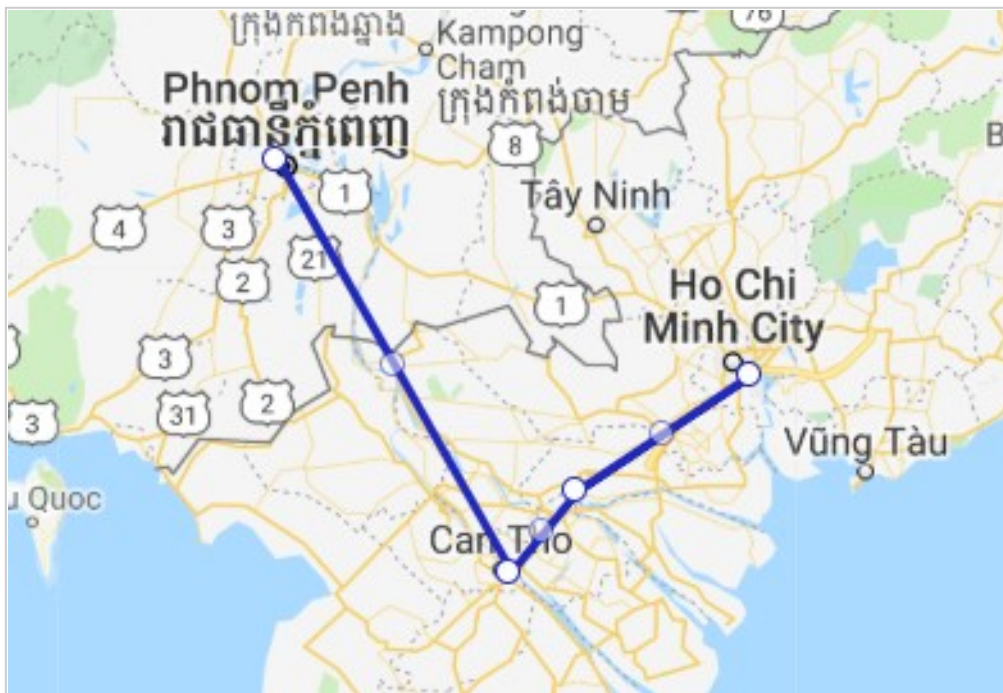 ក្រុងកំពង់ឆ្នាំង
76
Kampong
Cham
ក្រុងកំពង់ចាម
Phnom Penh
រាជធានីភ្នំពេញ
8
1
Tây Ninh
4
3
21
2
1
Ho Chi
Minh City
3
2
31
3
Vũng Tàu
u Quoc
Can Tho